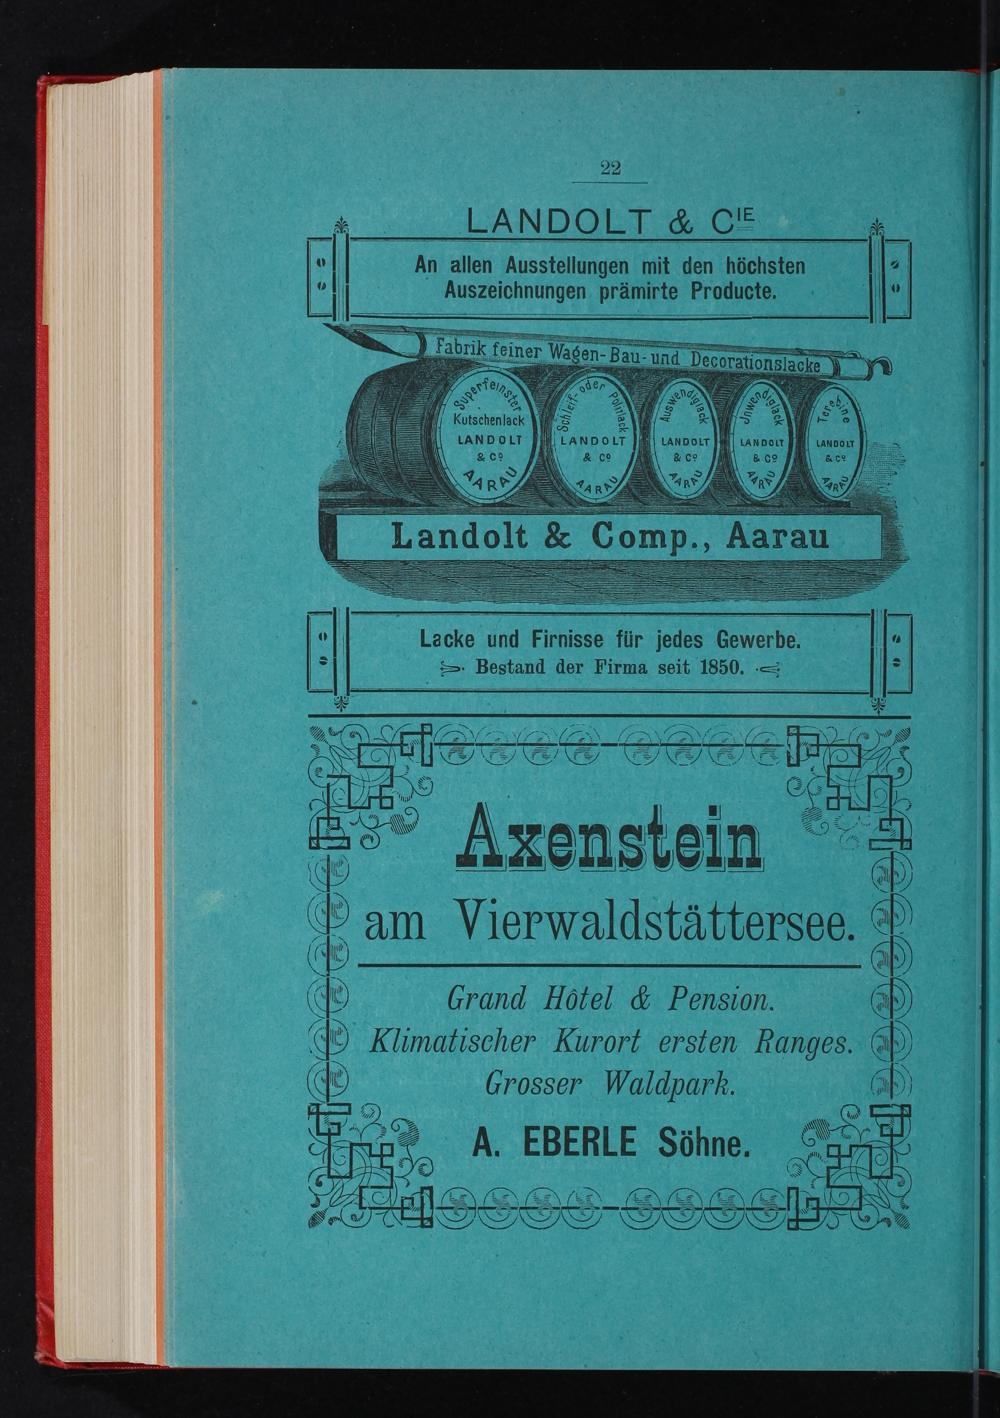 22
LANDOLT & CIE
An allen Ausstellungen mit den höchsten
Auszeichnungen prämirte Producte.
Fabrik feiner Wagen-Bau- und Decorationslacke
Superfeinster
Kutschenlack
LANDOLT
& Co
AARAU
Schleif- oder Polirlack
LANDOLT
& Co
AARAU
Auswendiglack
LANDOLT
& Co
AARAU
Jnwendiglack
LANDOLT
& Co
AARAU
Terebine
LANDOLT
& Co
AARAU
Landolt & Comp., Aarau
Lacke und Firnisse für jedes Gewerbe.
Bestand der Firma seit 1850.
Axenstein
am Vierwaldstättersee.
Grand Hôtel & Pension.
Klimatischer Kurort ersten Ranges.
Grosser Waldpark.
A. EBERLE Söhne.